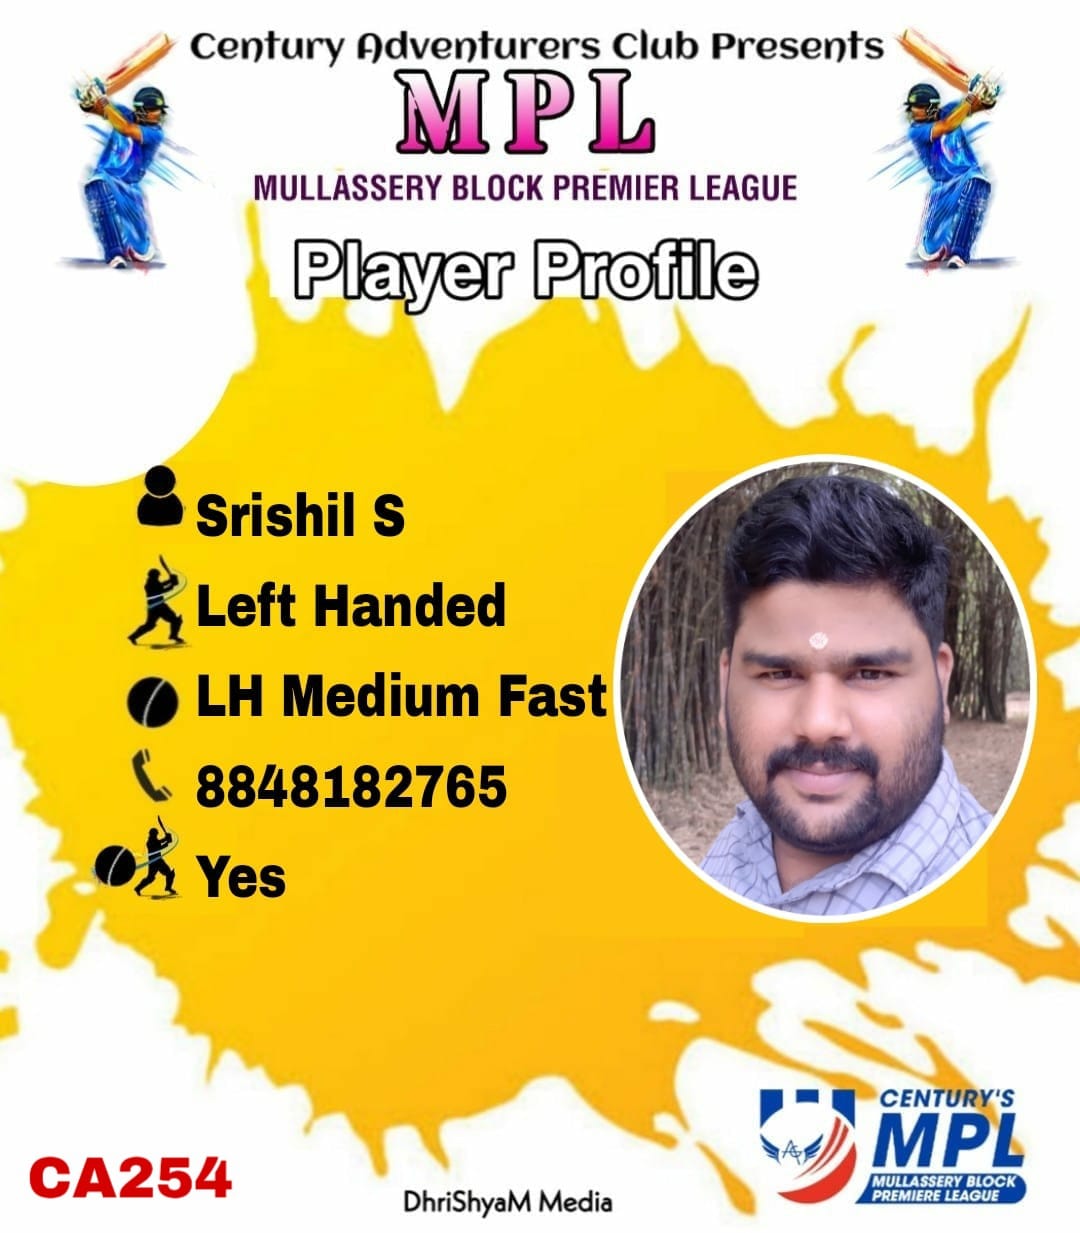 Century Adventurers Club Presents
MPL
MULLASSERY BLOCK PREMIER LEAGUE
Player Profile
Srishil S
Left Handed
LH Medium Fast
8848182765
Yes
CA254
DhriShyaM Media
CENTURY'S
MPL
MULLASSERY BLOCK
PREMIERE LEAGUE